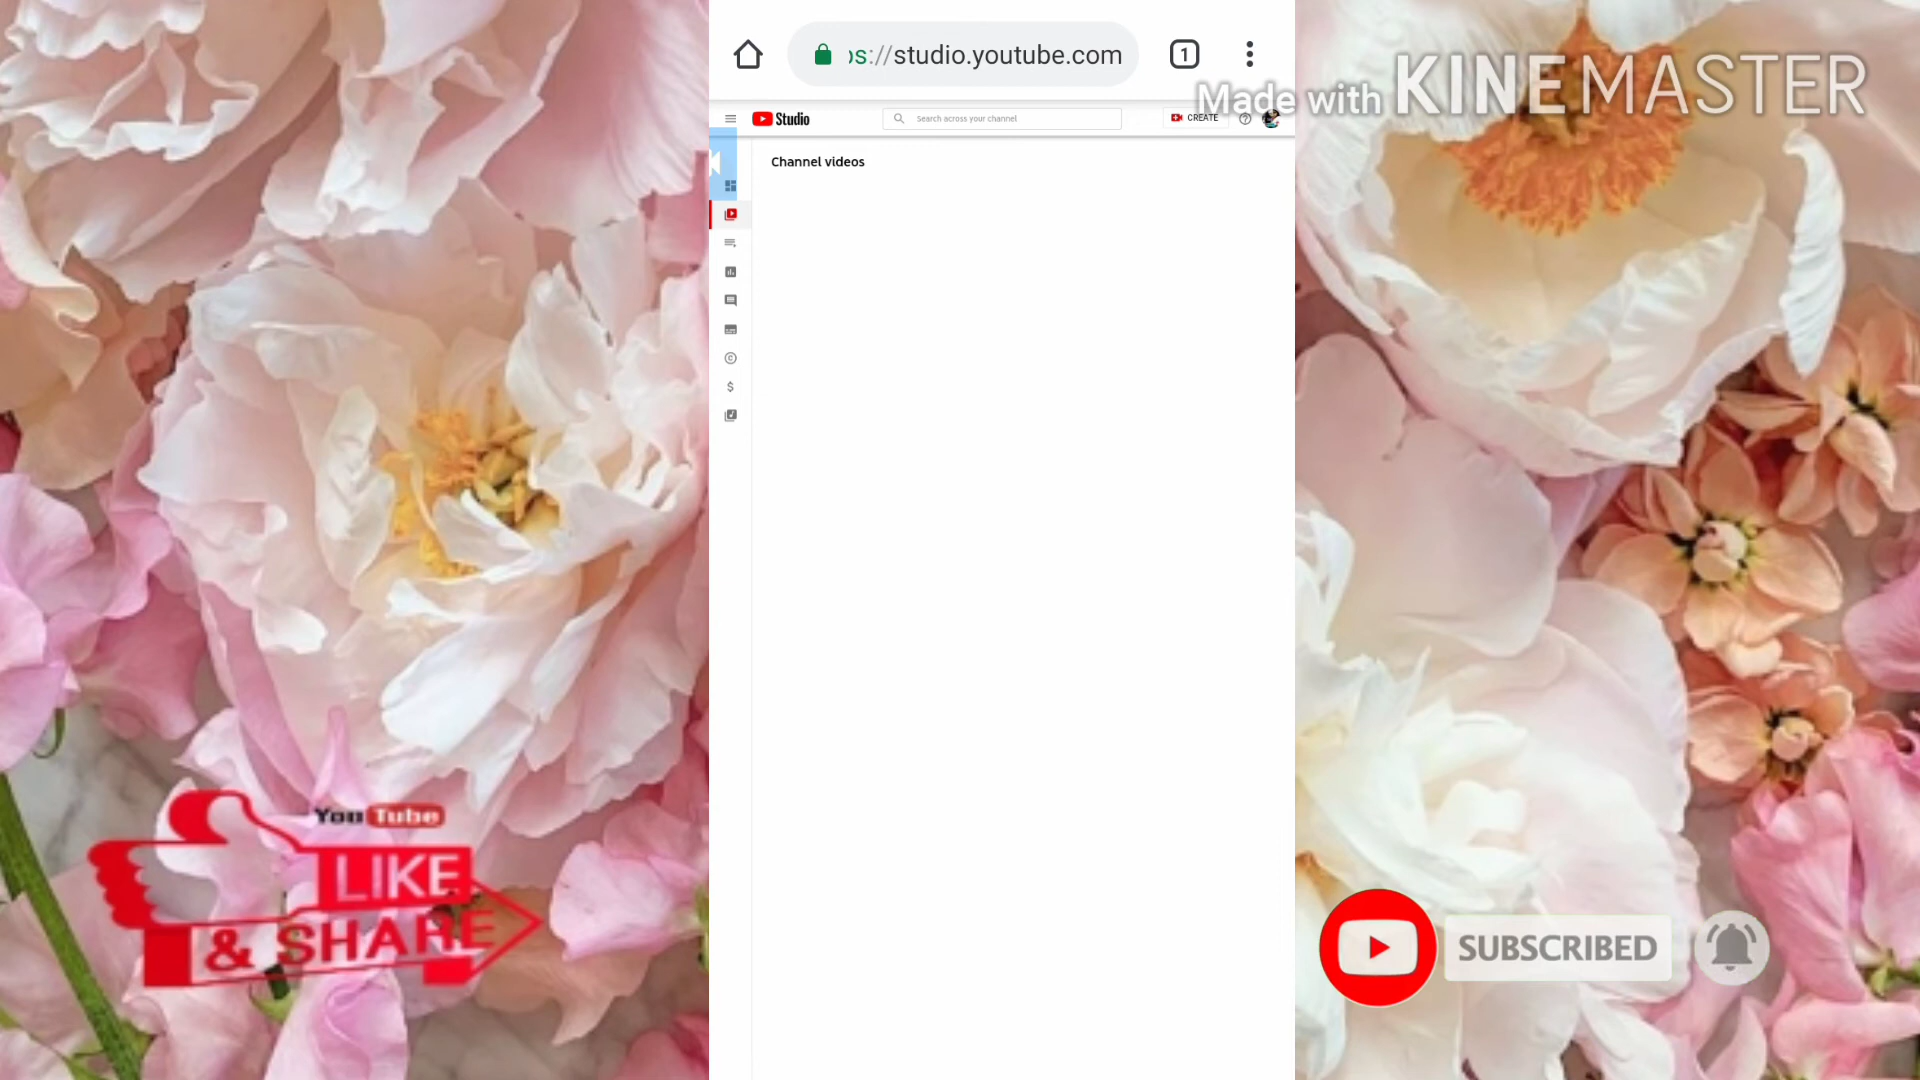 ps://studio.youtube.com
1
Made with KINEMASTER
Studio
Search across your channel
CREATE
Channel videos
YouTube
LIKE
& SHARE
SUBSCRIBED